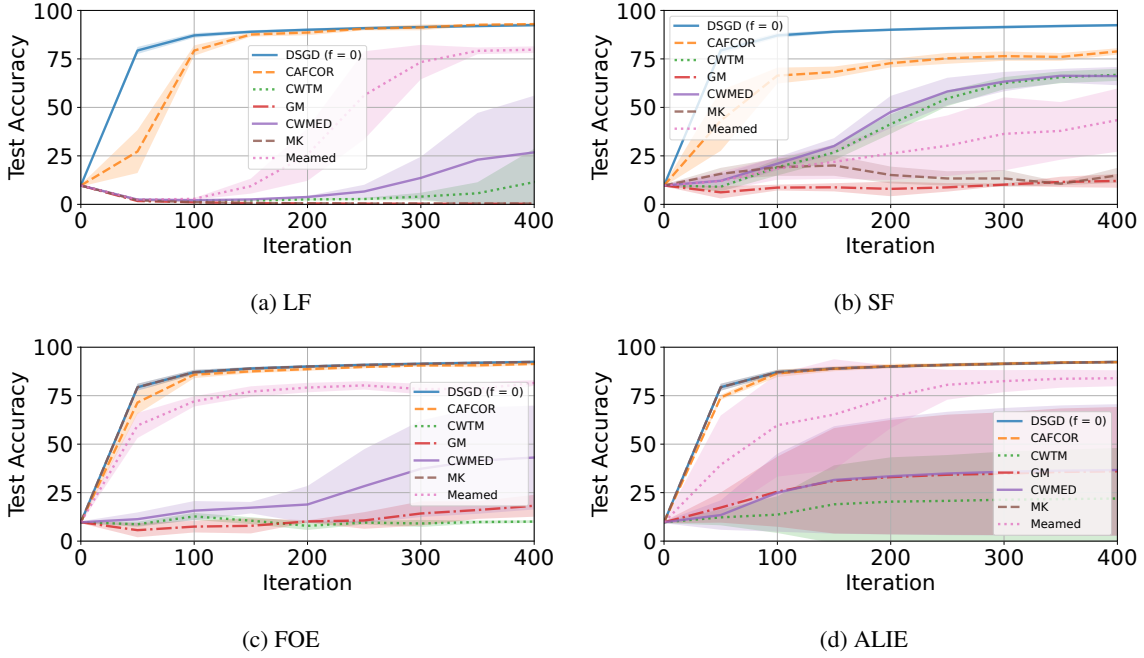 100
75
50
25
0
Test Accuracy
0
100
200
300
400
Iteration
DSGD (f = 0)
CAFCOR
CWTM
GM
CWMED
MK
Meamed
(a) LF
100
75
50
25
0
Test Accuracy
0
100
200
300
400
Iteration
DSGD (f = 0)
CAFCOR
CWTM
GM
CWMED
MK
Meamed
(b) SF
100
75
50
25
0
Test Accuracy
0
100
200
300
400
Iteration
DSGD (f = 0)
CAFCOR
CWTM
GM
CWMED
MK
Meamed
(c) FOE
100
75
50
25
0
Test Accuracy
0
100
200
300
400
Iteration
DSGD (f = 0)
CAFCOR
CWTM
GM
CWMED
MK
Meamed
(d) ALIE